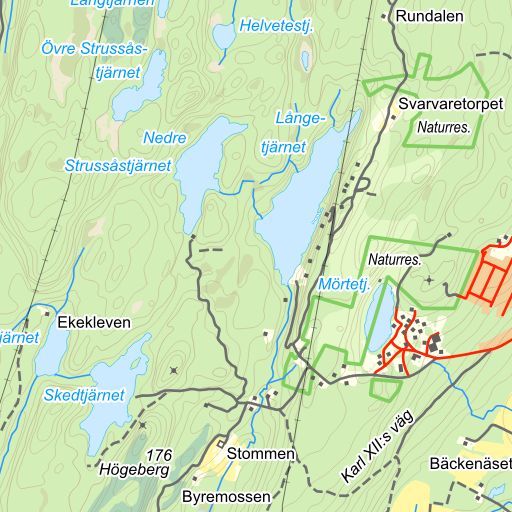 Långtjärnen
Rundalen
Helvetestj.
Övre Strussås-
tjärnet
Svarvaretorpet
Naturres.
Långe-
tjärnet
Nedre
Strussåstjärnet
Naturres.
Mörtetj.
Ekekleven
tjärnet
Skedtjärnet
Karl XII:s väg
176
Högeberg
Stommen
Bäckenäset
Byremossen